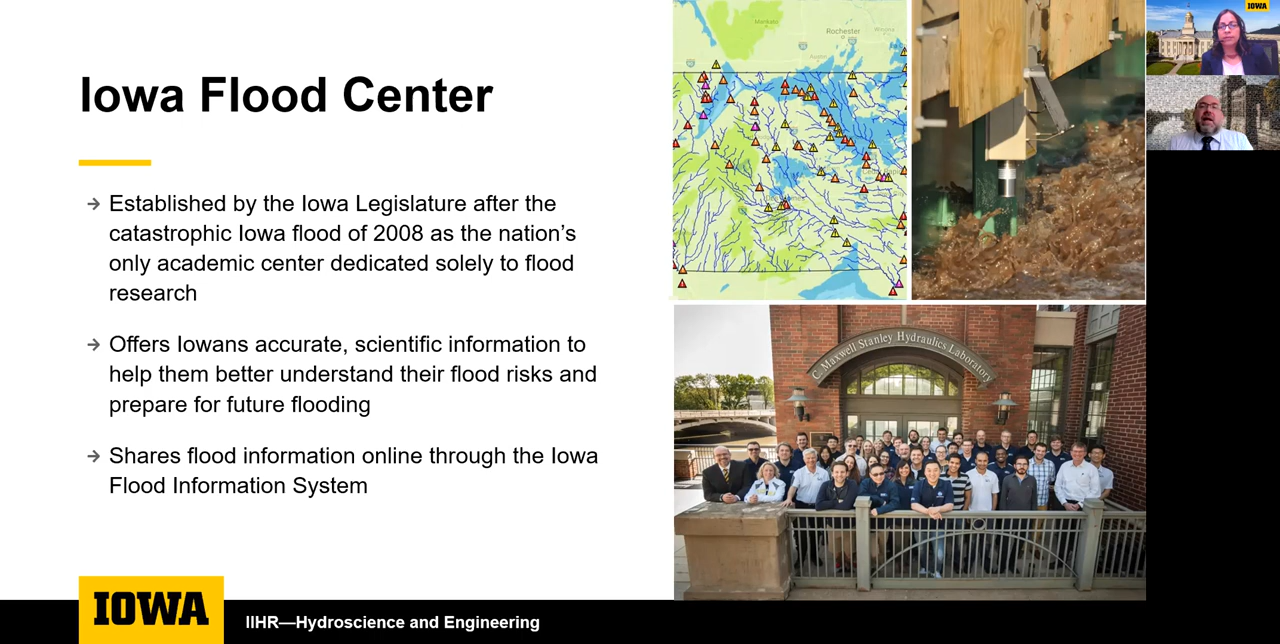 Iowa Flood Center
→ Established by the Iowa Legislature after the
catastrophic Iowa flood of 2008 as the nation’s
only academic center dedicated solely to flood
research
→ Offers Iowans accurate, scientific information to
help them better understand their flood risks and
prepare for future flooding
→ Shares flood information online through the Iowa
Flood Information System
Mankato
Rochester
C. Maxwell Stanley Hydraulics Laboratory
IOWA
IOWA
IIHR—Hydroscience and Engineering